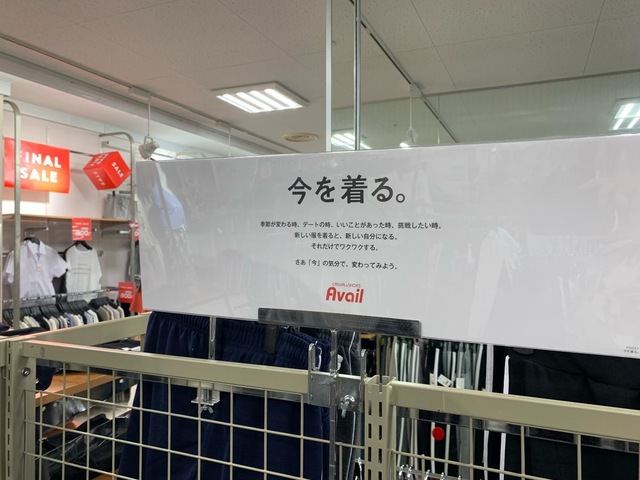 FINAL
SALE
SALE
今を着る。
季節が変わる時、デートの時、いいことがあった時、挑戦したい時。
新しい服を着ると、新しい自分になる。
それだけでワクワクする。
さあ「今」の気分で、変わってみよう。
Avail